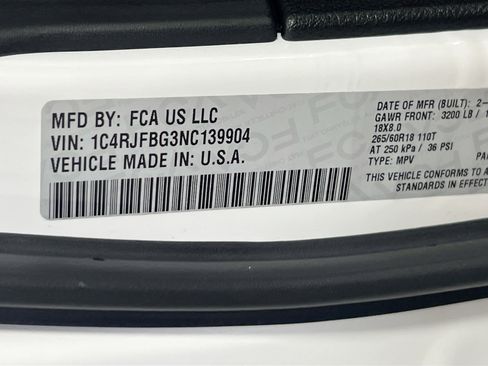 MFD BY: FCA US LLC
VIN: 1C4RJFBG3NC139904
VEHICLE MADE IN: U.S.A.
DATE OF MFR (BUILT): 2-
GAWR FRONT: 3200 LB /
18X8.0
265/60R18 110T
AT 250 kPa / 36 PSI
TYPE: MPV
THIS VEHICLE CONFORMS TO
STANDARDS IN EFFECT